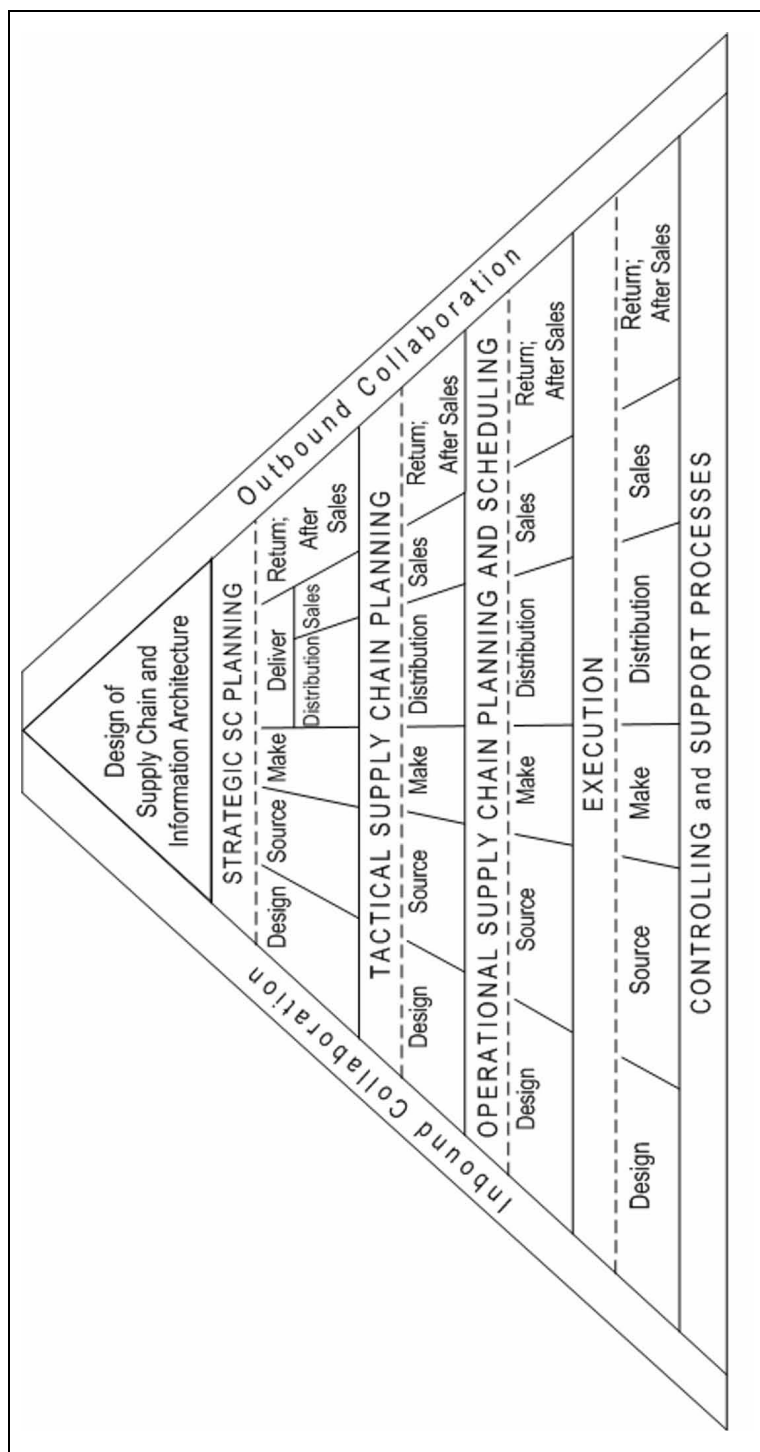 Design of
Supply Chain and
Information Architecture
Inbound Collaboration
Outbound Collaboration
STRATEGIC SC PLANNING
Design
Source
Make
Deliver
Distribution
Sales
Return;
After
Sales
TACTICAL SUPPLY CHAIN PLANNING
Design
Source
Make
Distribution
Sales
Return;
After Sales
OPERATIONAL SUPPLY CHAIN PLANNING AND SCHEDULING
Design
Source
Make
Distribution
Sales
Return;
After Sales
EXECUTION
Design
Source
Make
Distribution
Sales
Return;
After Sales
CONTROLLING and SUPPORT PROCESSES